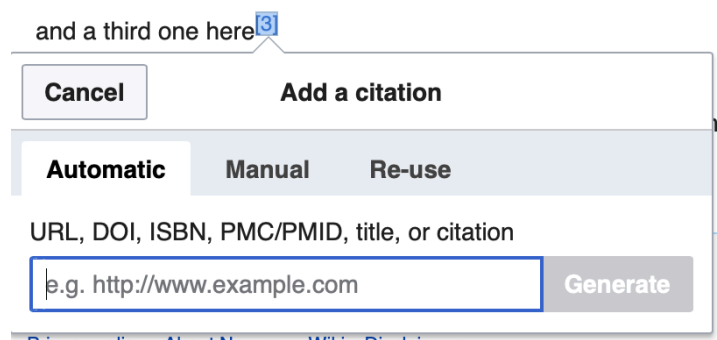 and a third one here[3]
Cancel Add a citation
Automatic Manual Re-use
URL, DOI, ISBN, PMC/PMID, title, or citation
e.g. http://www.example.com Generate